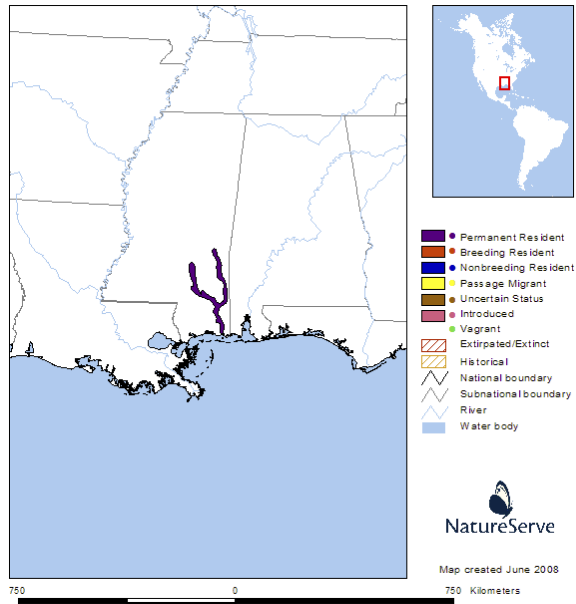 Permanent Resident
Breeding Resident
Nonbreeding Resident
Passage Migrant
Uncertain Status
Introduced
Vagrant
Extirpated/Extinct
Historical
National boundary
Subnational boundary
River
Water body
NatureServe
Map created June 2008
750 0 750 Kilometers